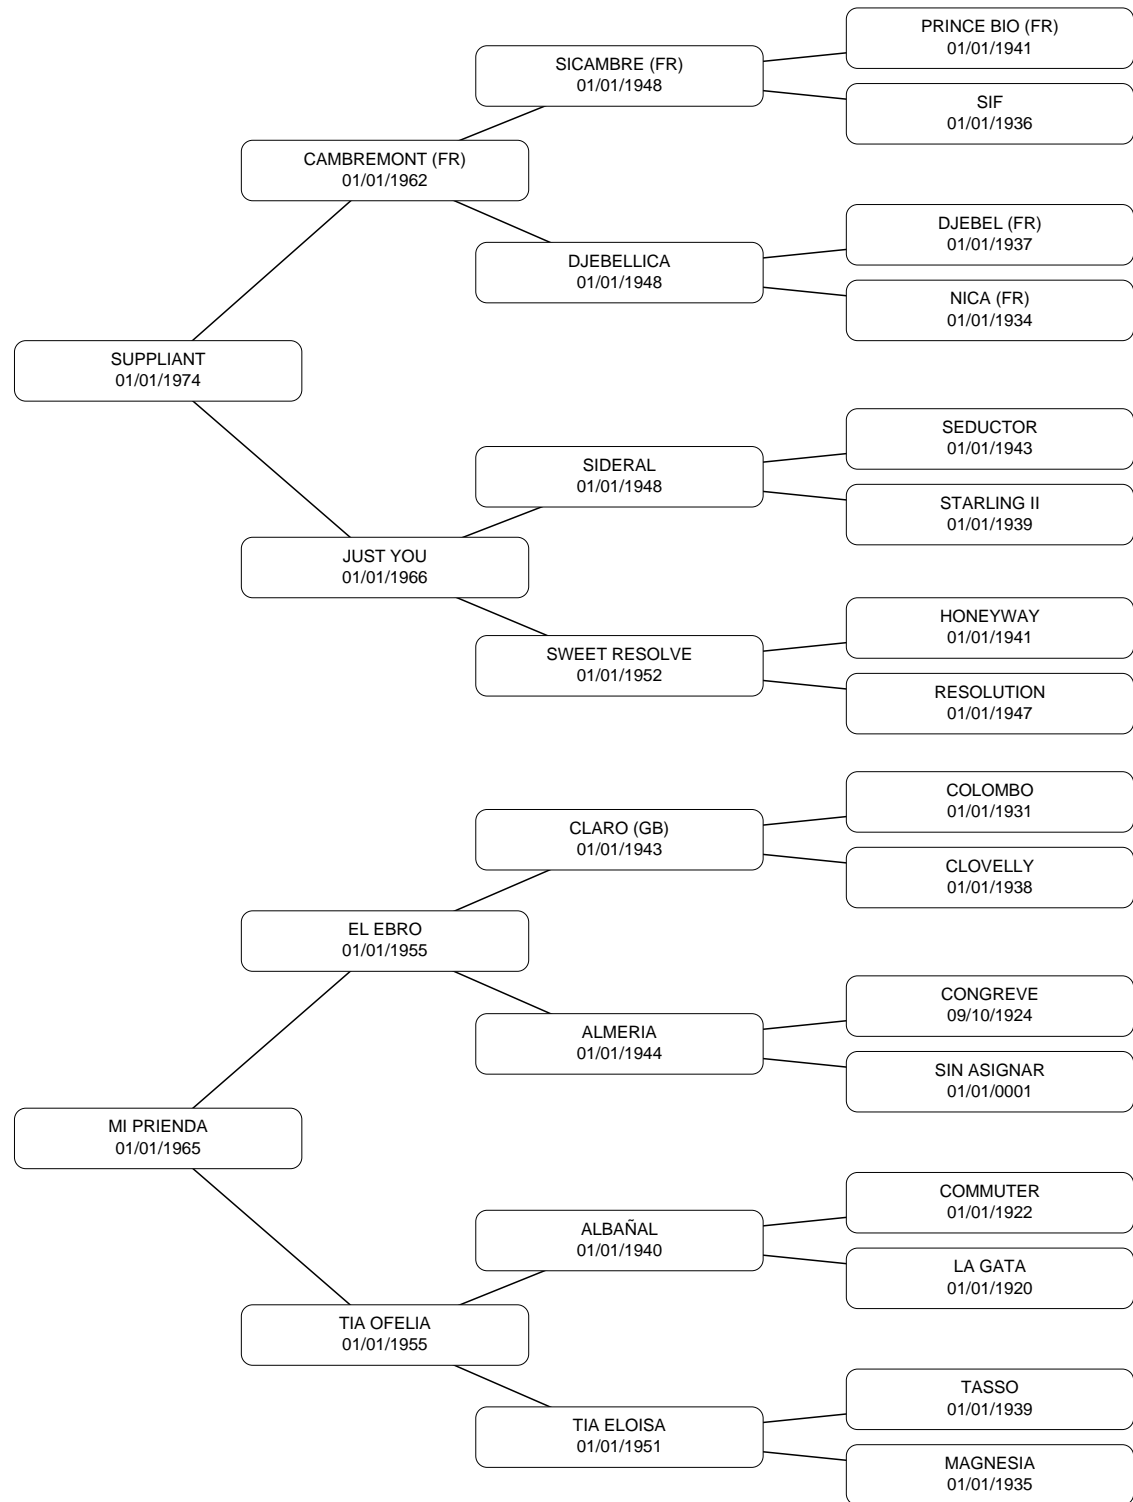 PRINCE BIO (FR)
01/01/1941
SICAMBRE (FR)
01/01/1948
SIF
01/01/1936
CAMBREMONT (FR)
01/01/1962
DJEBEL (FR)
01/01/1937
DJEBELLICA
01/01/1948
NICA (FR)
01/01/1934
SUPPLIANT
01/01/1974
SEDUCTOR
01/01/1943
SIDERAL
01/01/1948
STARLING II
01/01/1939
JUST YOU
01/01/1966
HONEYWAY
01/01/1941
SWEET RESOLVE
01/01/1952
RESOLUTION
01/01/1947
COLOMBO
01/01/1931
CLARO (GB)
01/01/1943
CLOVELLY
01/01/1938
EL EBRO
01/01/1955
CONGREVE
09/10/1924
ALMERIA
01/01/1944
SIN ASIGNAR
01/01/0001
MI PRIENDA
01/01/1965
COMMUTER
01/01/1922
ALBAÑAL
01/01/1940
LA GATA
01/01/1920
TIA OFELIA
01/01/1955
TASSO
01/01/1939
TIA ELOISA
01/01/1951
MAGNESIA
01/01/1935